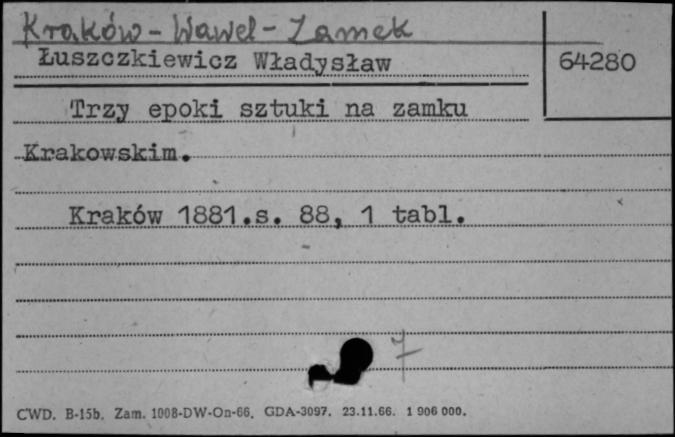 Kraków - Wawel - Zamek
Łuszczkiewicz Władysław
64280
Trzy epoki sztuki na zamku
Krakowskim.
Kraków 1881.s. 88, 1 tabl.
7
CWD. B-15b. Zam. 1008-DW-On-66. GDA-3097. 23.11.66. 1 906 000.